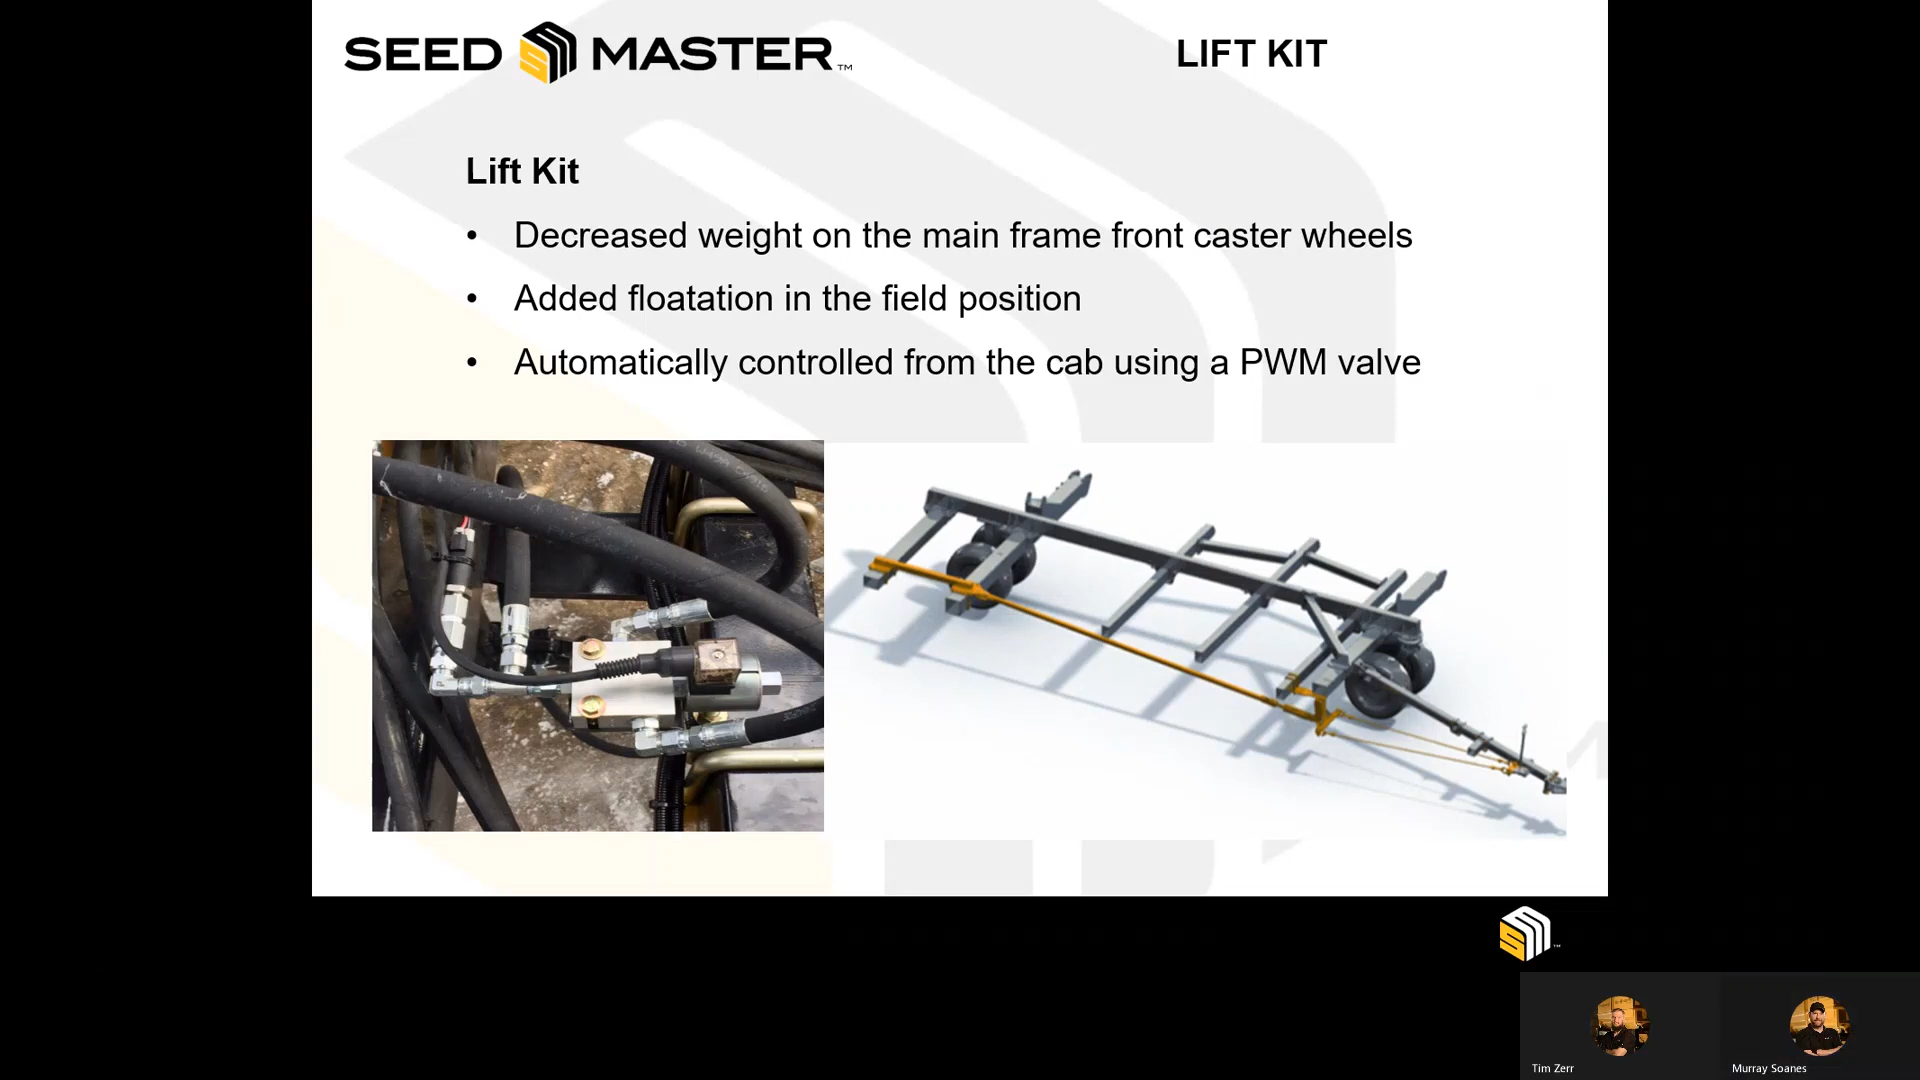 SEED MASTER™
LIFT KIT
Lift Kit
• Decreased weight on the main frame front caster wheels
• Added floatation in the field position
• Automatically controlled from the cab using a PWM valve
Tim Zerr
Murray Soanes